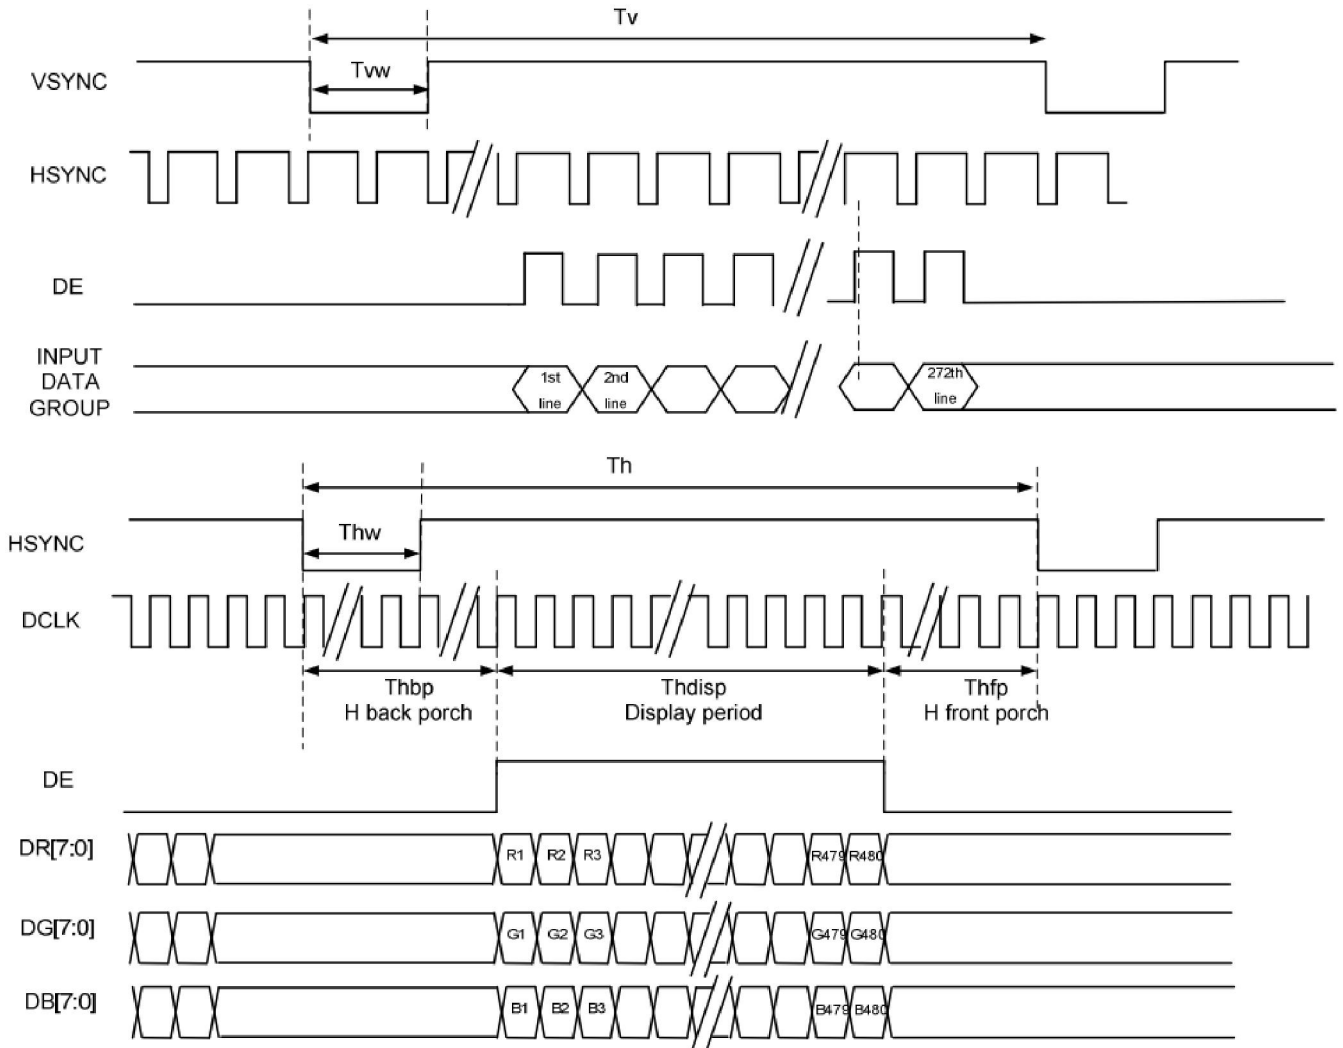 Tv
VSYNC
Tvw
HSYNC
DE
INPUT
DATA
GROUP
1st
line
2nd
line
272th
line
Th
HSYNC
Thw
DCLK
Thbp
H back porch
Thdisp
Display period
Thfp
H front porch
DE
DR[7:0]
R1 R2 R3 R479 R480
DG[7:0]
G1 G2 G3 G479 G480
DB[7:0]
B1 B2 B3 B479 B480